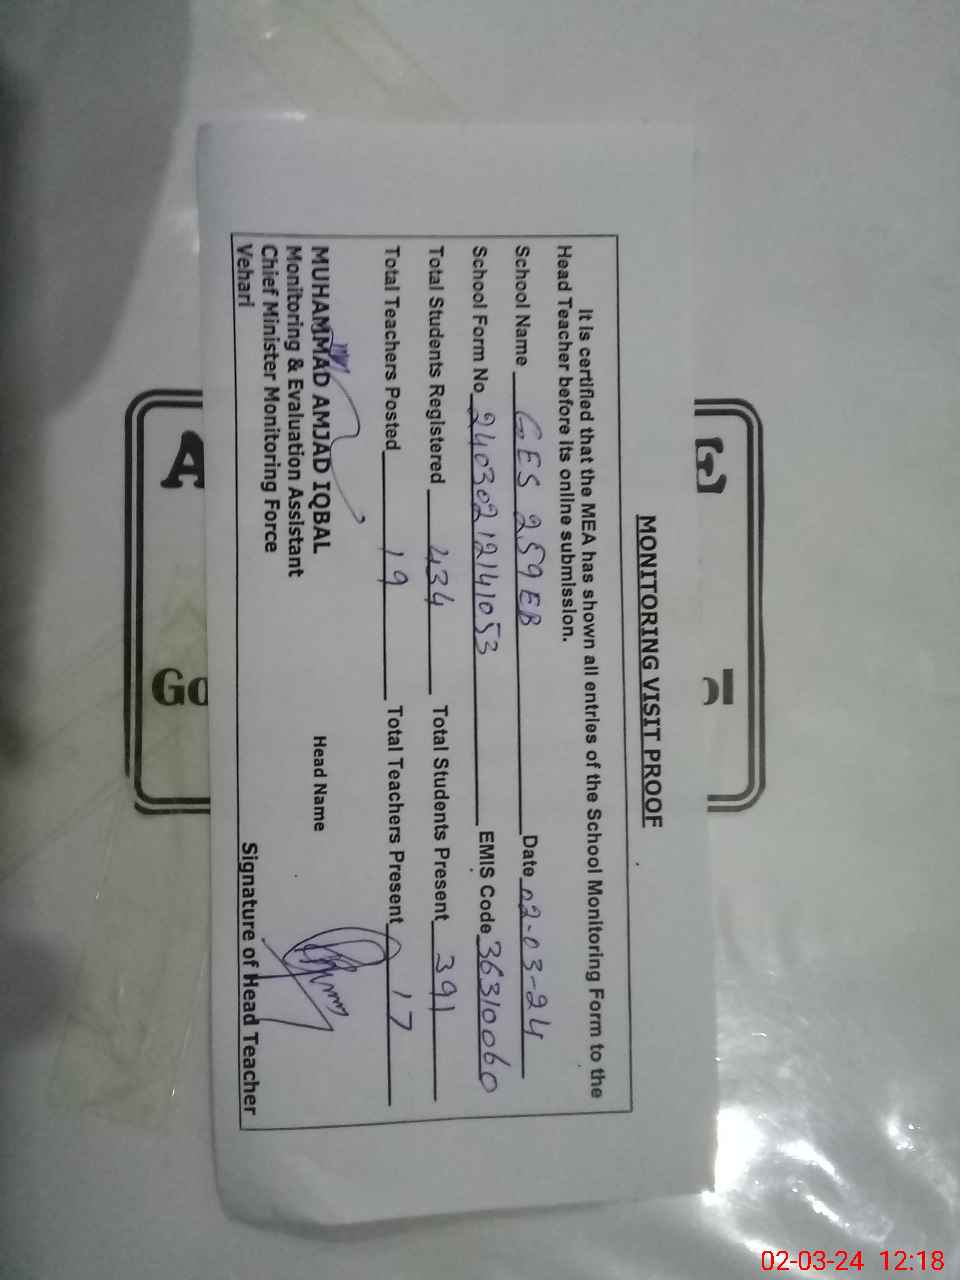 MONITORING VISIT PROOF
It is certified that the MEA has shown all entries of the School Monitoring Form to the
Head Teacher before its online submission.
School Name GES 259EB Date 02-03-24
School Form No 2403021214053 EMIS Code 36310060
Total Students Registered 434 Total Students Present 391
Total Teachers Posted 19 Total Teachers Present 17
MUHAMMAD AMJAD IQBAL Head Name
Monitoring & Evaluation Assistant
Chief Minister Monitoring Force
Vehari Signature of Head Teacher
GO
02-03-24 12:18